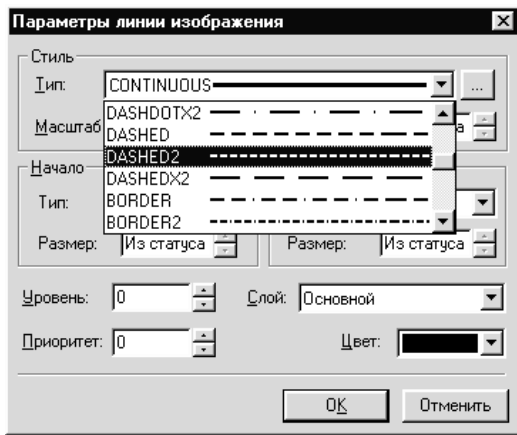 Параметры линии изображения
Стиль
Тип:
CONTINUOUS
...
DASHDOTX2
Масштаб
а
DASHED
DASHED2
Начало
DASHEDX2
Тип:
BORDER
BORDER2
Размер:
Из статуса
Размер:
Из статуса
Уровень:
0
Слой:
Основной
Приоритет:
0
Цвет:
OK
Отменить